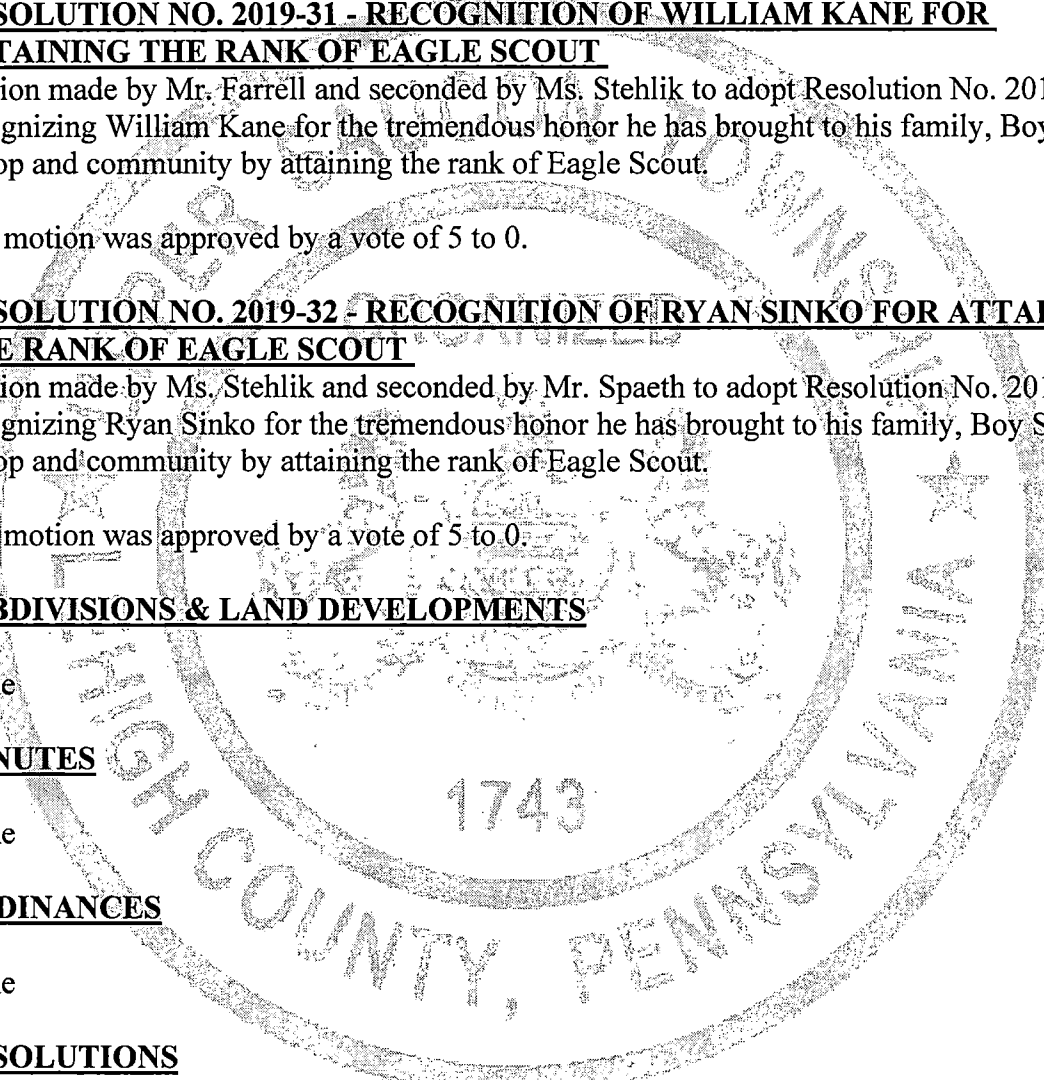 SOLUTION NO. 2019-31 - RECOGNITION OF WILLIAM KANE FOR
TAINING THE RANK OF EAGLE SCOUT
ion made by Mr. Farrell and seconded by Ms. Stehlik to adopt Resolution No. 201
gnizing William Kane for the tremendous honor he has brought to his family, Boy
op and community by attaining the rank of Eagle Scout.
motion was approved by a vote of 5 to 0.
SOLUTION NO. 2019-32 - RECOGNITION OF RYAN SINKO FOR ATTAI
E RANK OF EAGLE SCOUT
ion made by Ms. Stehlik and seconded by Mr. Spaeth to adopt Resolution No. 201
gnizing Ryan Sinko for the tremendous honor he has brought to his family, Boy S
op and community by attaining the rank of Eagle Scout.
motion was approved by a vote of 5 to 0.
BDIVISIONS & LAND DEVELOPMENTS
e
NUTES
e
DINANCES
e
SOLUTIONS
PER SAUCON TOWNSHIP
ORGANIZED
1743
LEHIGH COUNTY, PENNSYLVANIA